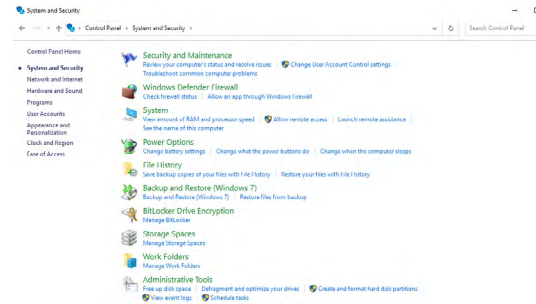 System and Security
Control Panel > System and Security >
Search Control Panel
Control Panel Home
System and Security
Network and Internet
Hardware and Sound
Programs
User Accounts
Appearance and
Personalization
Clock and Region
Ease of Access
Security and Maintenance
Review your computer's status and resolve issues | Change User Account Control settings |
Troubleshoot common computer problems
Windows Defender Firewall
Check firewall status | Allow an app through Windows Firewall
System
View amount of RAM and processor speed | Allow remote access | Launch remote assistance |
See the name of this computer
Power Options
Change battery settings | Change what the power buttons do | Change when the computer sleeps
File History
Save backup copies of your files with File History | Restore your files with File History
Backup and Restore (Windows 7)
Backup and Restore (Windows 7) | Restore files from backup
BitLocker Drive Encryption
Manage BitLocker
Storage Spaces
Manage Storage Spaces
Work Folders
Manage Work Folders
Administrative Tools
Free up disk space | Defragment and optimize your drives | Create and format hard disk partitions
View event logs | Schedule tasks